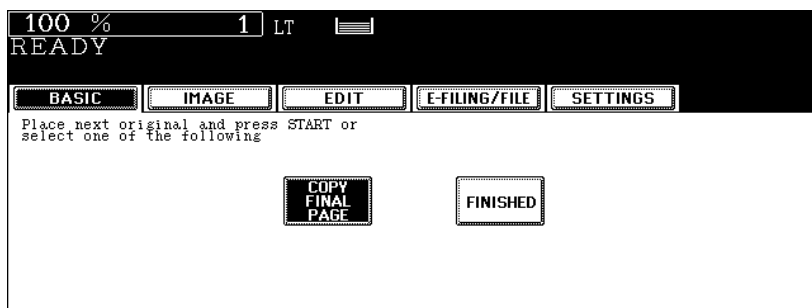 100 % 1 LT
READY
BASIC IMAGE EDIT E-FILING/FILE SETTINGS
Place next original and press START or
select one of the following
COPY
FINAL
PAGE
FINISHED